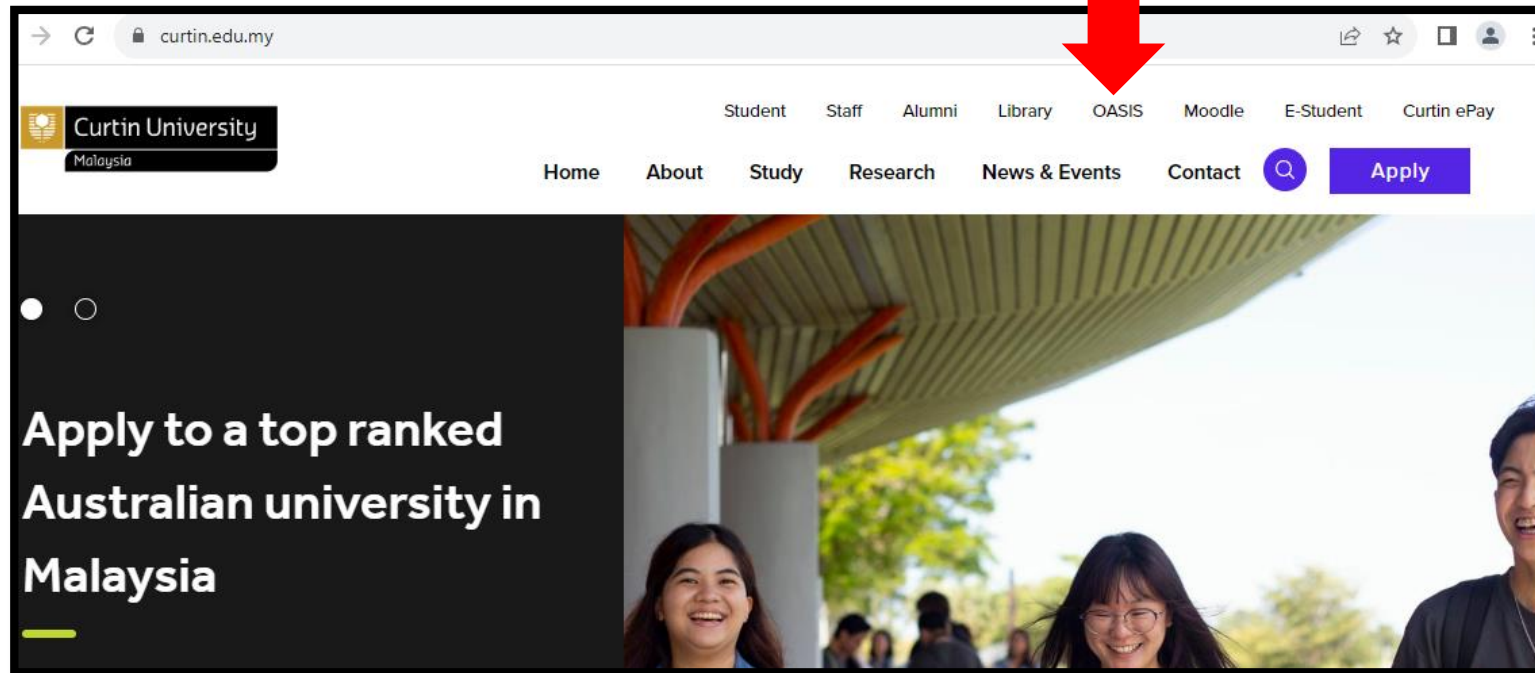 curtin.edu.my
Student Staff Alumni Library OASIS Moodle E-Student Curtin ePay
Curtin University
Malaysia
Home About Study Research News & Events Contact Apply
Apply to a top ranked
Australian university in
Malaysia